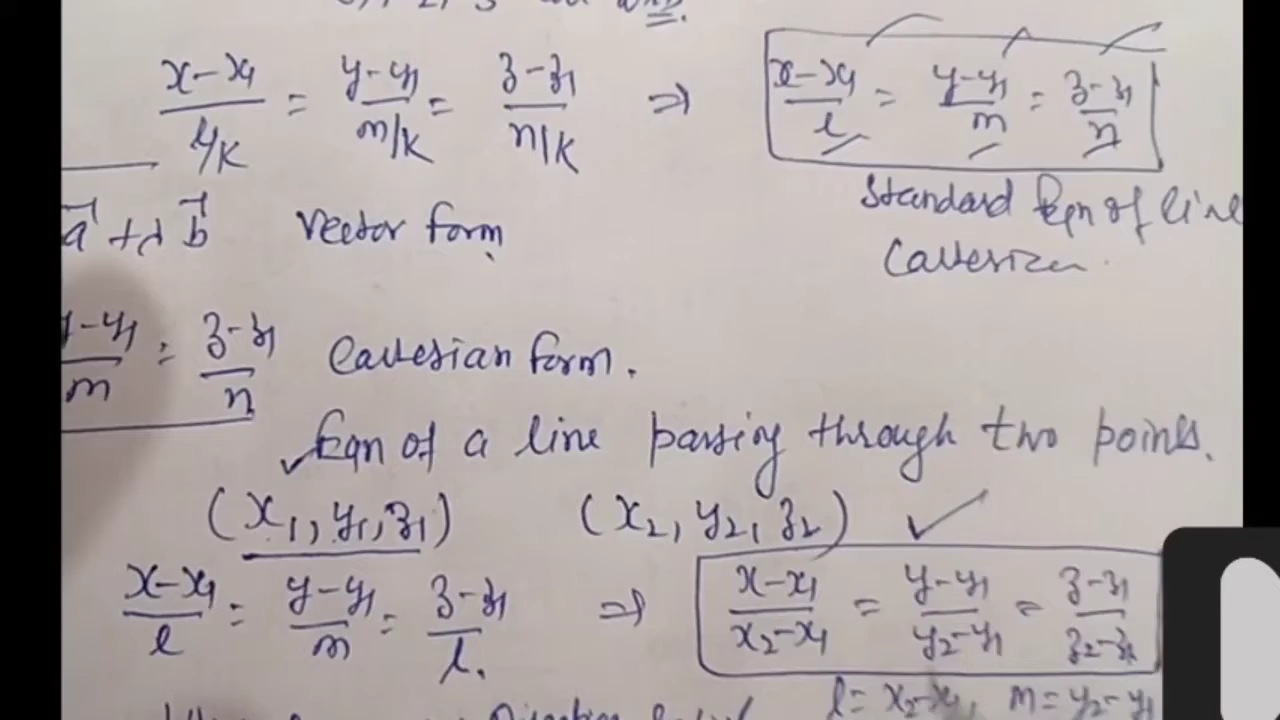 x-x₁/l/k = y-y₁/m/k = z-z₁/n/k ⇒ x-x₁/l = y-y₁/m = z-z₁/n
Standard Eqn of line
Cartesian
a⃗ + λ b⃗ Vector form
y-y₁/m = z-z₁/n Cartesian form.
Eqn of a line passing through two points.
(x₁, y₁, z₁) (x₂, y₂, z₂)
x-x₁/l = y-y₁/m = z-z₁/l. ⇒ x-x₁/x₂-x₁ = y-y₁/y₂-y₁ = z-z₁/z₂-z₁
l = x₂-x₁, m = y₂-y₁